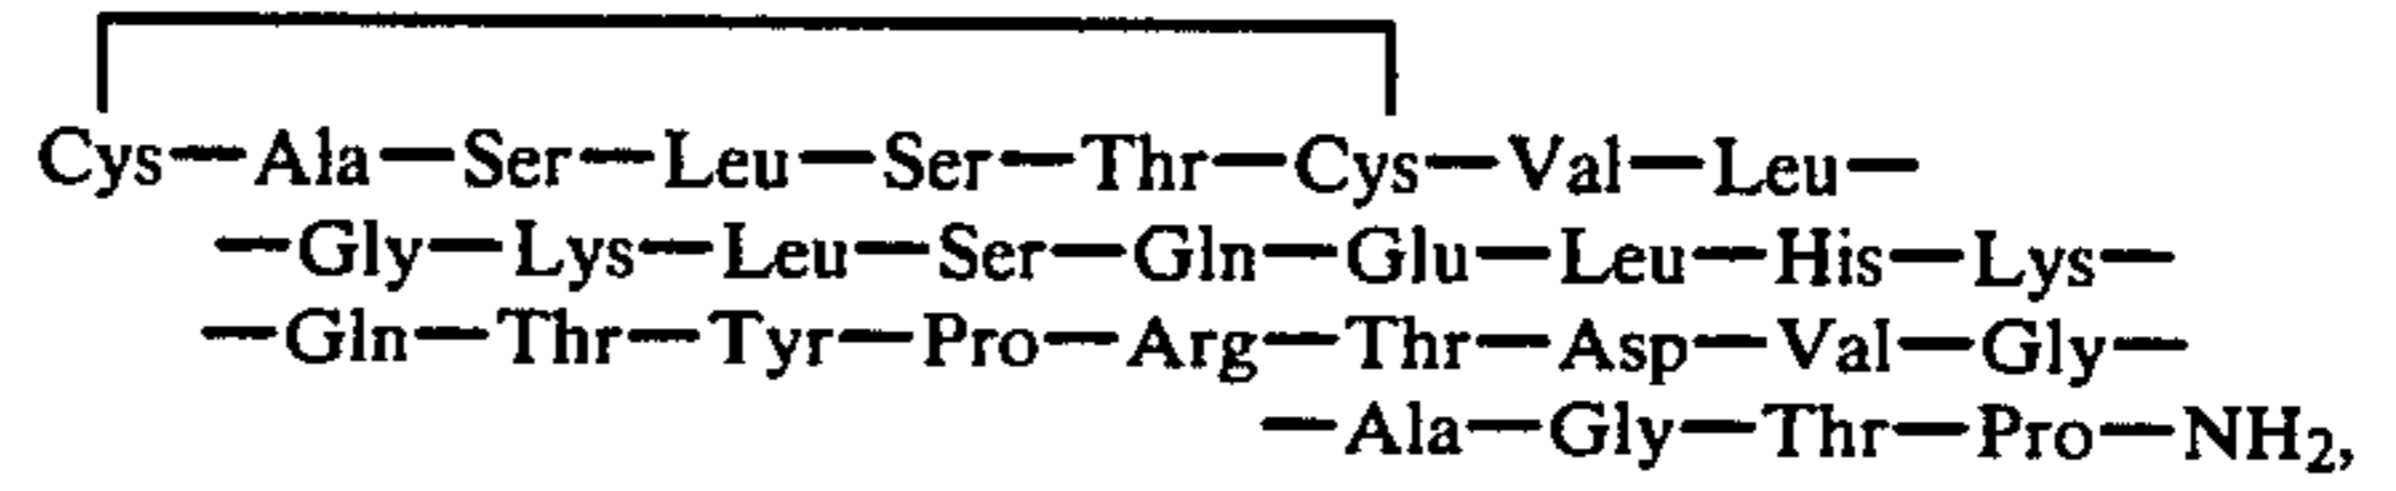 Cys—Ala—Ser—Leu—Ser—Thr—Cys—Val—Leu—
—Gly—Lys—Leu—Ser—Gln—Glu—Leu—His—Lys—
—Gln—Thr—Tyr—Pro—Arg—Thr—Asp—Val—Gly—
—Ala—Gly—Thr—Pro—NH₂,